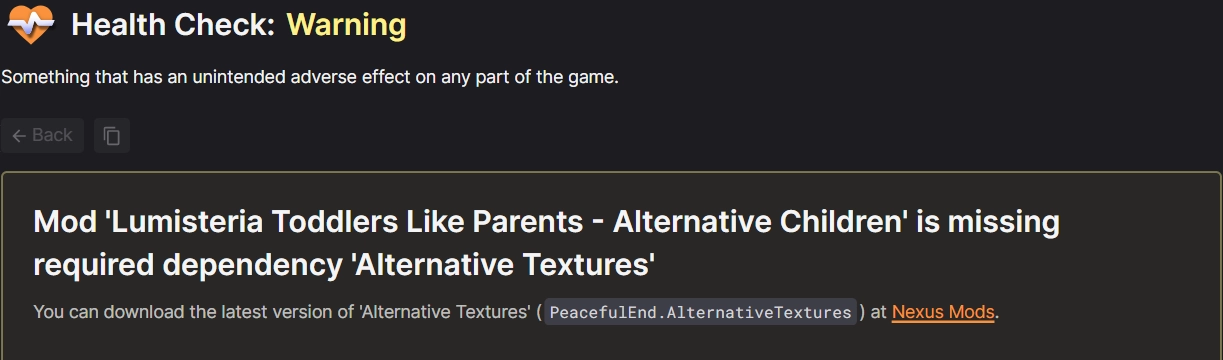 Health Check: Warning
Something that has an unintended adverse effect on any part of the game.
← Back
Mod 'Lumisteria Toddlers Like Parents - Alternative Children' is missing
required dependency 'Alternative Textures'
You can download the latest version of 'Alternative Textures' ( PeacefulEnd.AlternativeTextures ) at Nexus Mods.